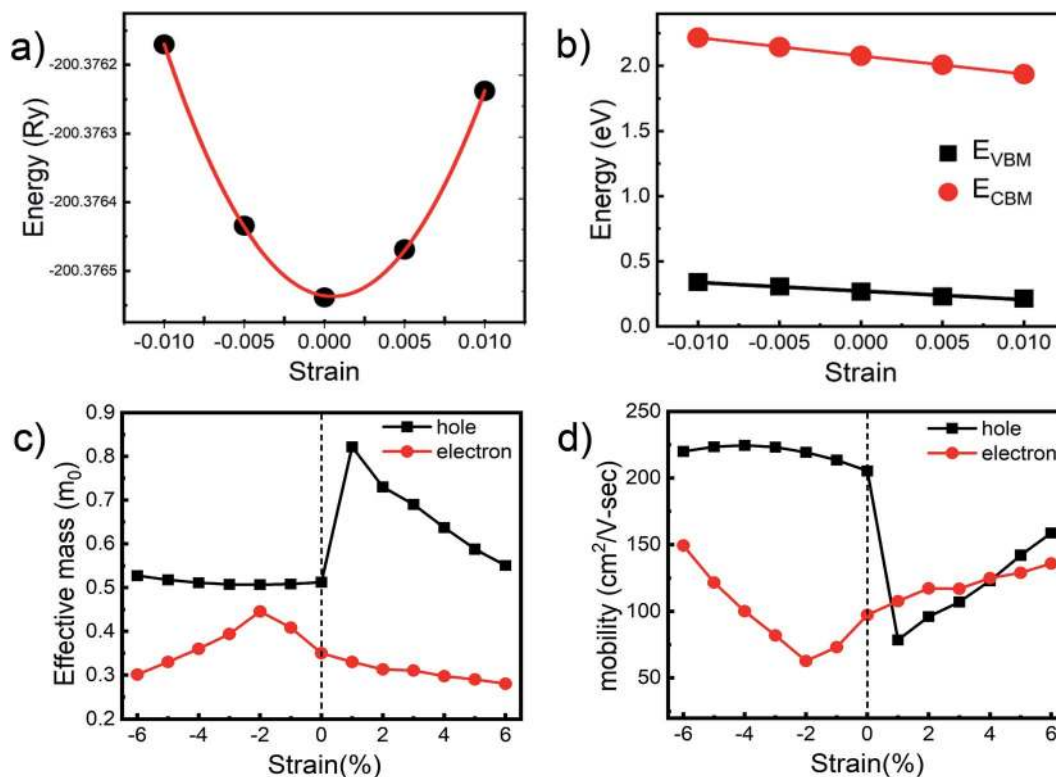 a)
Energy (Ry)
-200.3762
-200.3763
-200.3764
-200.3765
-0.010 -0.005 0.000 0.005 0.010
Strain
b)
Energy (eV)
2.0
1.5
1.0
0.5
0.0
E_VBM
E_CBM
-0.010 -0.005 0.000 0.005 0.010
Strain
c)
Effective mass (m₀)
0.9
0.8
0.7
0.6
0.5
0.4
0.3
0.2
hole
electron
-6 -4 -2 0 2 4 6
Strain(%)
d)
mobility (cm²/V-sec)
250
200
150
100
50
hole
electron
-6 -4 -2 0 2 4 6
Strain(%)